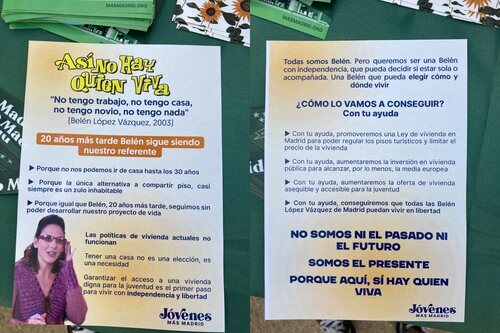 MASMADRID.ORG
Así no hay
quien viva
"No tengo trabajo, no tengo casa,
no tengo novio, no tengo nada"
(Belén López Vázquez, 2003)
20 años más tarde Belén sigue siendo
nuestro referente
Porque no nos podemos ir de casa hasta los 30 años
Porque la única alternativa a compartir piso, casi
siempre es un zulo inhabitable
Porque igual que Belén, 20 años más tarde, seguimos sin
poder desarrollar nuestro proyecto de vida
Las políticas de vivienda actuales no
funcionan
Tener una casa no es una elección, es
una necesidad
Garantizar el acceso a una vivienda
digna para la juventud es el primer paso
para vivir con independencia y libertad
Jóvenes
MÁS MADRID
Todas somos Belén. Pero queremos ser una Belén
con independencia, que pueda decidir si estar sola o
acompañada. Una Belén que pueda elegir cómo y
dónde vivir
¿CÓMO LO VAMOS A CONSEGUIR?
Con tu ayuda
Con tu ayuda, promoveremos una Ley de vivienda en
Madrid para poder regular los pisos turísticos y limitar el
precio de la vivienda
Con tu ayuda, aumentaremos la inversión en vivienda
pública para alcanzar, por lo menos, la media europea
Con tu ayuda, aumentaremos la oferta de vivienda
asequible y accesible para la juventud
Con tu ayuda, conseguiremos que todas las Belén
López Vázquez de Madrid puedan vivir en libertad
NO SOMOS NI EL PASADO NI
EL FUTURO
SOMOS EL PRESENTE
PORQUE AQUÍ, SÍ HAY QUIEN
VIVA
Jóvenes
MÁS MADRID